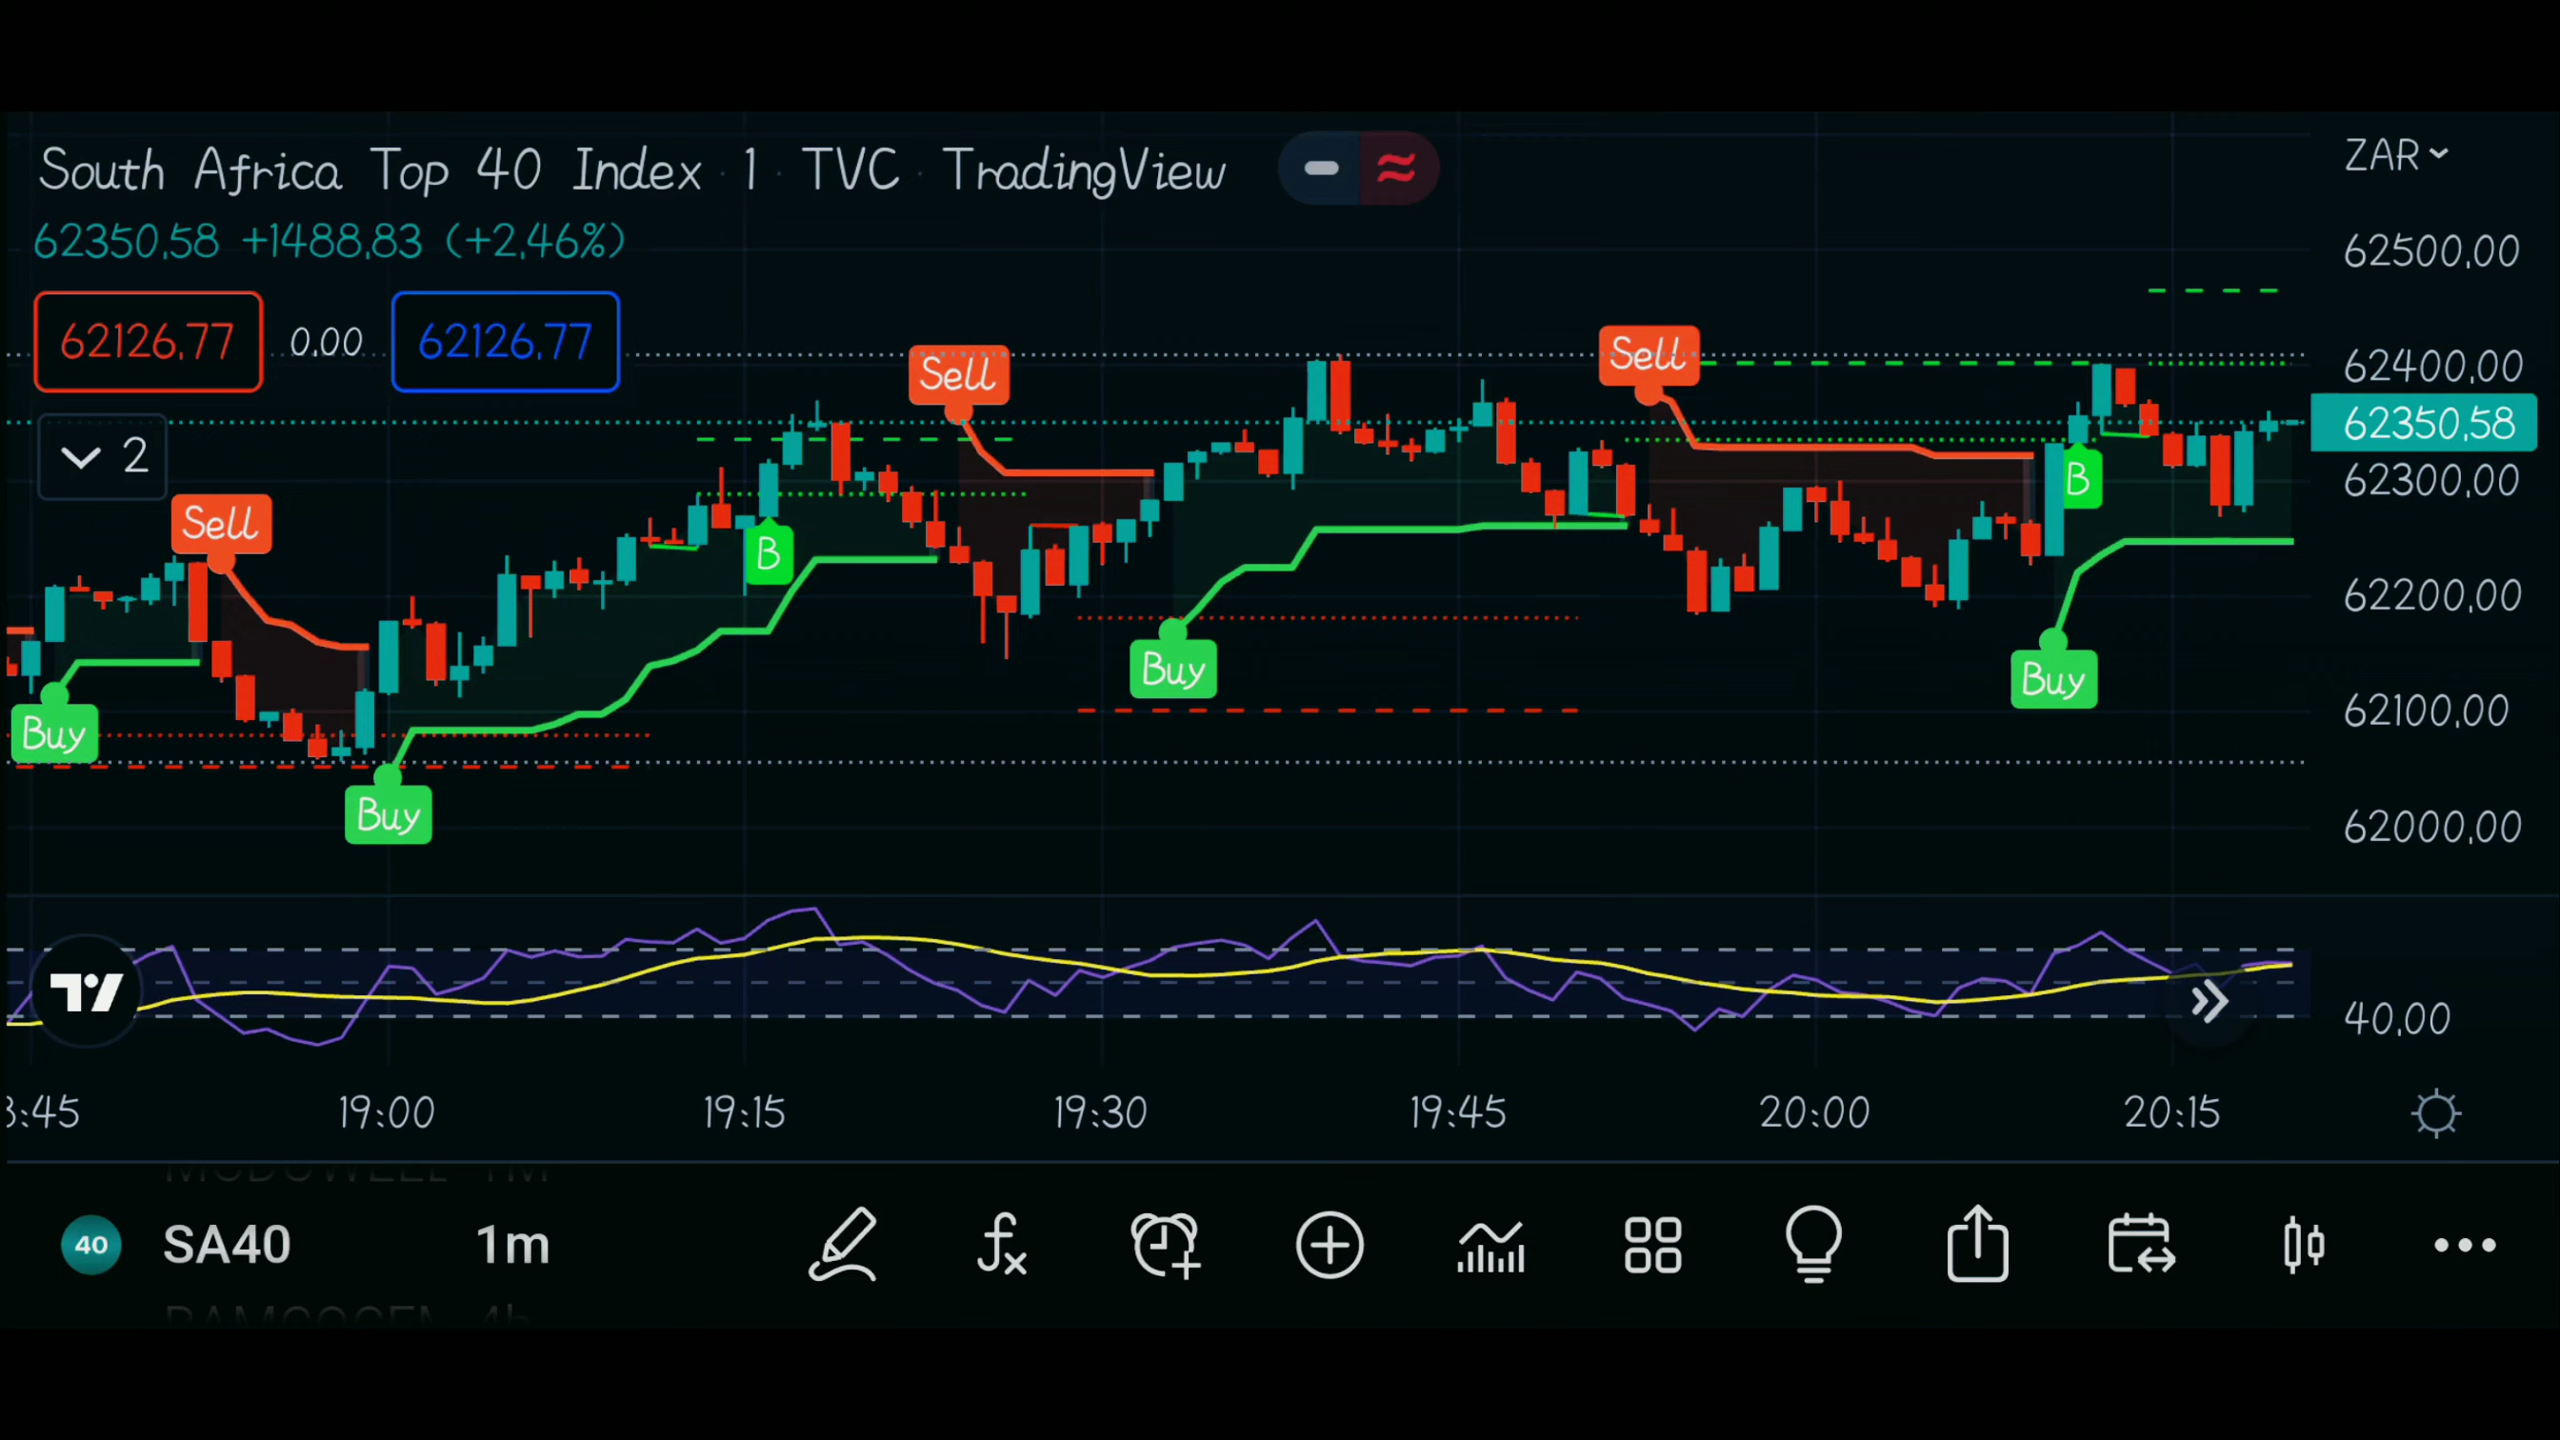 South Africa Top 40 Index · 1 · TVC · TradingView
ZAR
62350,58 +1488,83 (+2,46%)
62500,00
62126,77 0,00 62126,77
Sell
Sell
62400,00
62350,58
2
62300,00
B
Sell
B
62200,00
Buy
Buy
Buy
62100,00
Buy
62000,00
40,00
19:00 19:15 19:30 19:45 20:00 20:15
40 SA40 1m